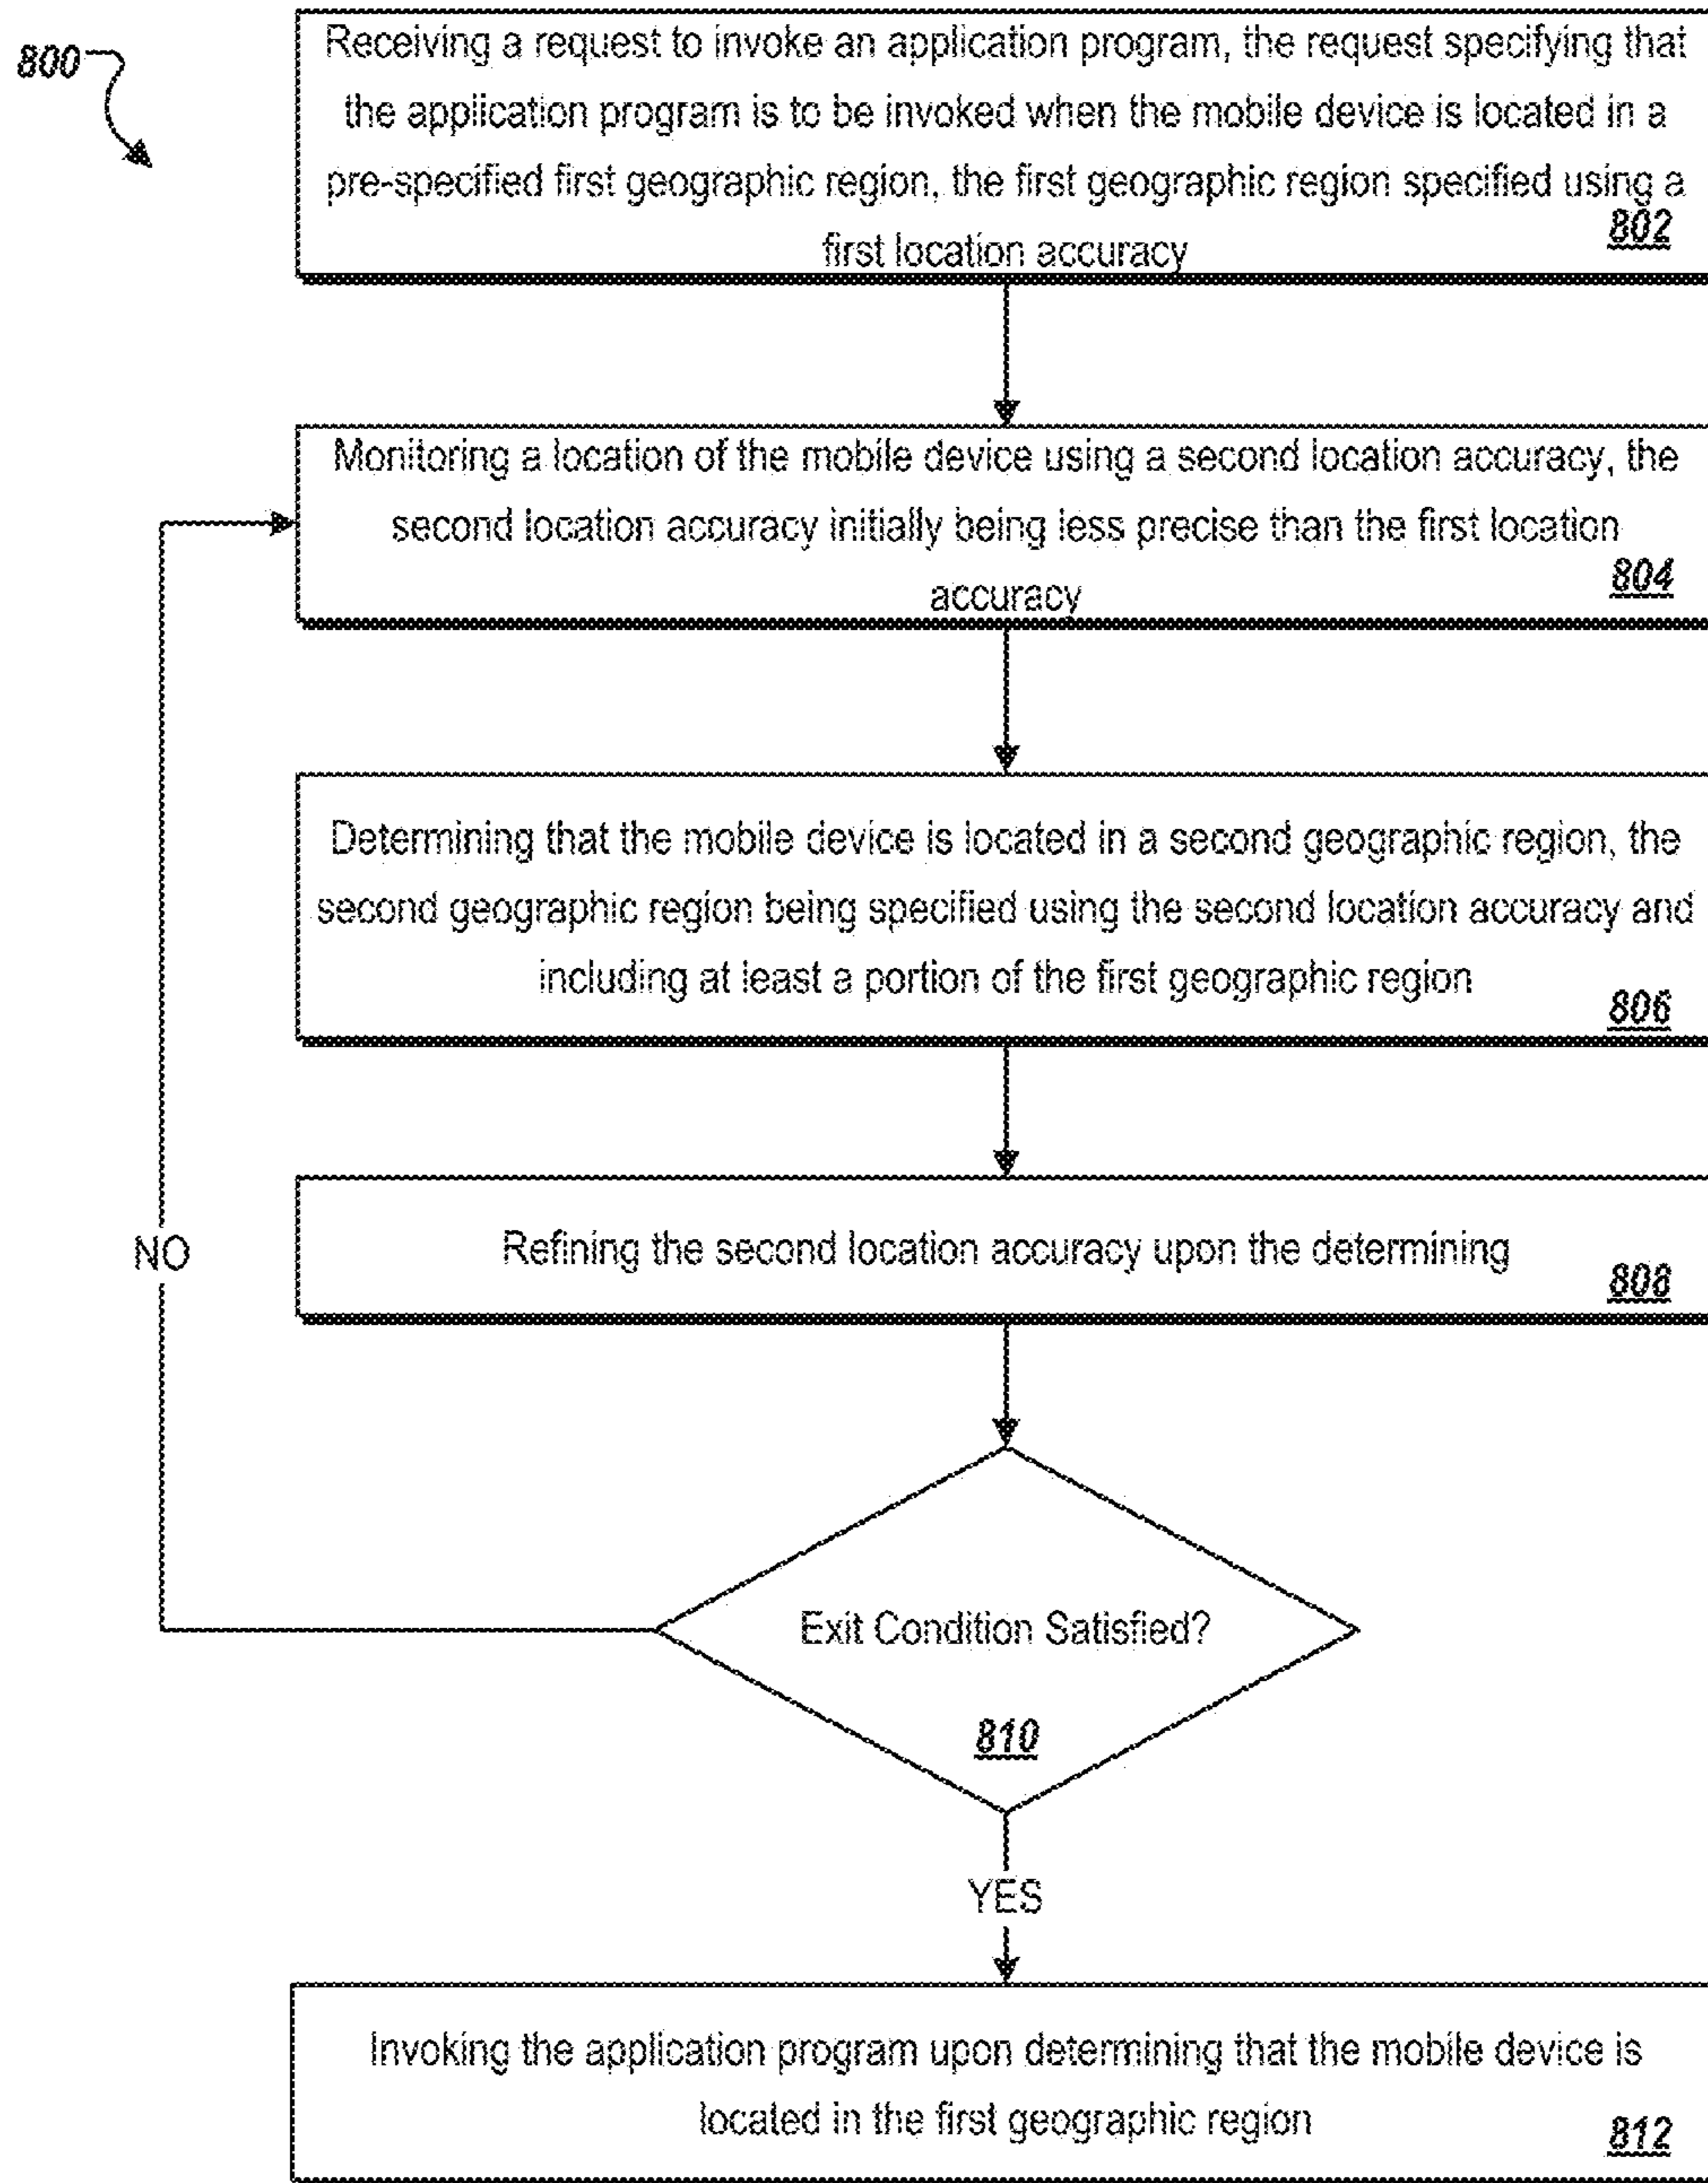 800
Receiving a request to invoke an application program, the request specifying that
the application program is to be invoked when the mobile device is located in a
pre-specified first geographic region, the first geographic region specified using a
first location accuracy
802
Monitoring a location of the mobile device using a second location accuracy, the
second location accuracy initially being less precise than the first location
accuracy
804
Determining that the mobile device is located in a second geographic region, the
second geographic region being specified using the second location accuracy and
including at least a portion of the first geographic region
806
Refining the second location accuracy upon the determining
808
NO
Exit Condition Satisfied?
810
YES
Invoking the application program upon determining that the mobile device is
located in the first geographic region
812